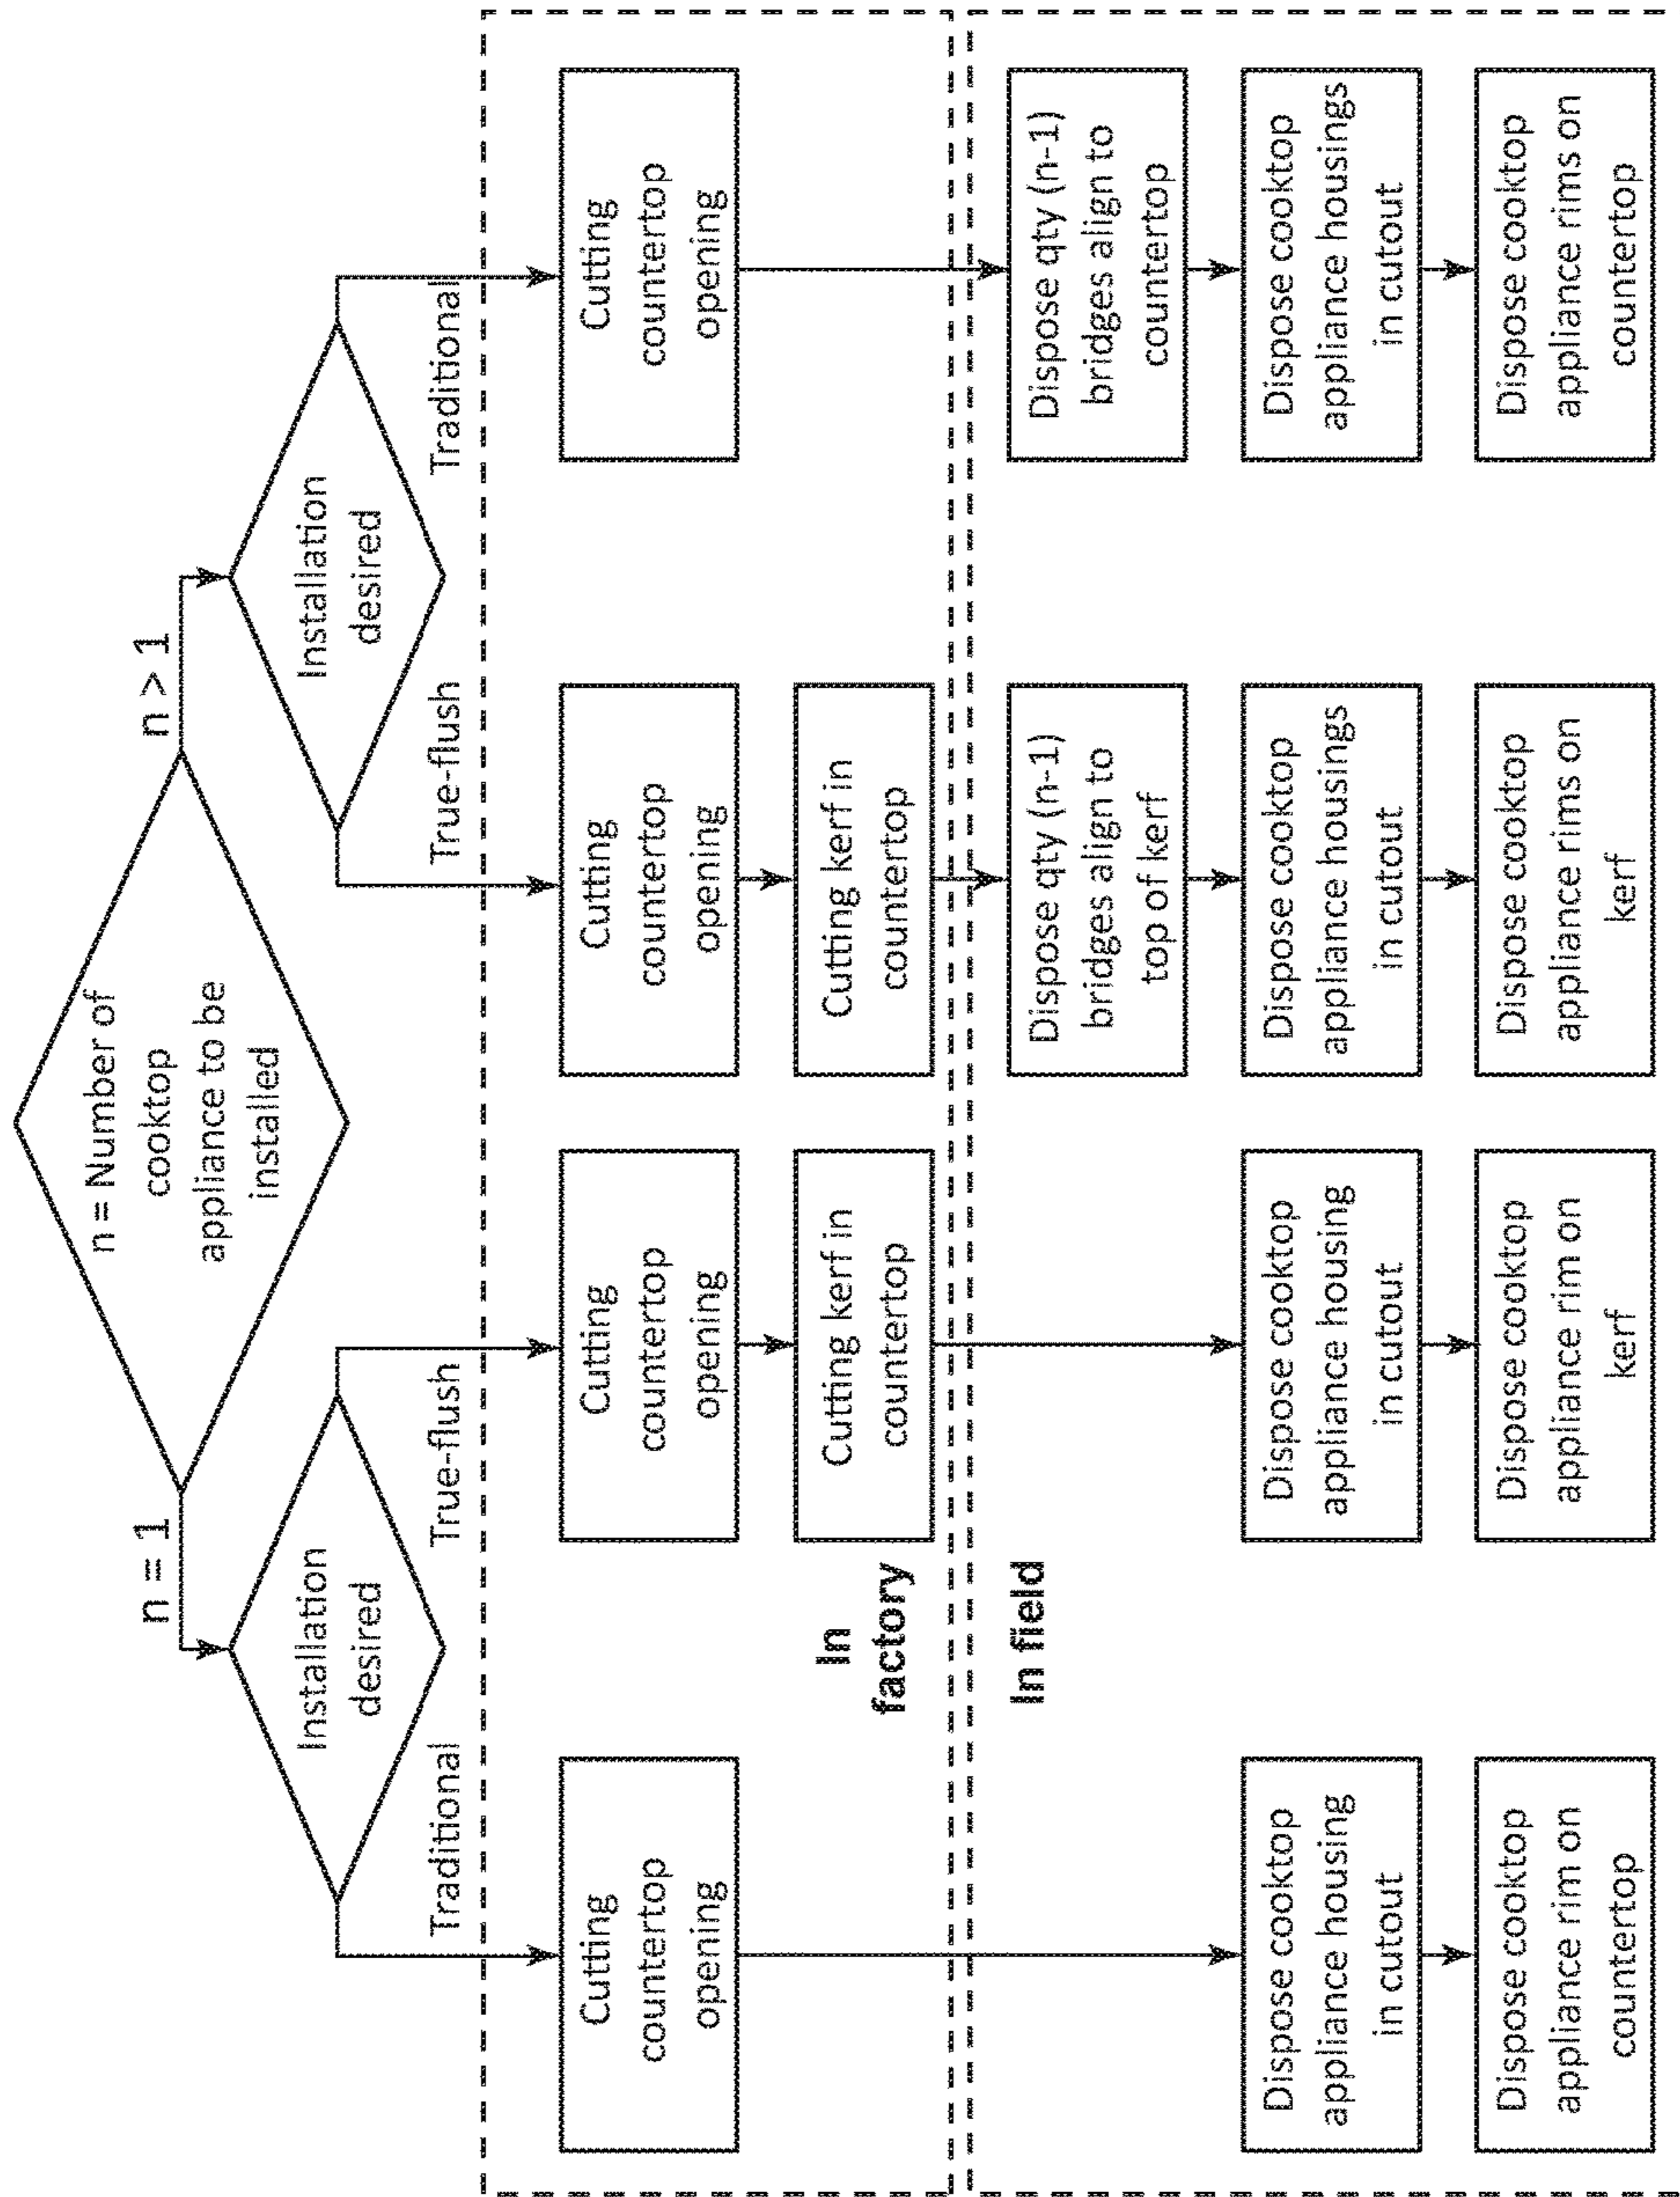 n = Number of
cooktop
appliance to be
installed
n = 1
n > 1
Installation
desired
Installation
desired
Traditional
True-flush
True-flush
Traditional
Cutting
countertop
opening
Cutting
countertop
opening
Cutting
countertop
opening
Cutting
countertop
opening
In
factory
Cutting kerf in
countertop
Cutting kerf in
countertop
In field
Dispose qty (n-1)
bridges align to
top of kerf
Dispose qty (n-1)
bridges align to
countertop
Dispose cooktop
appliance housing
in cutout
Dispose cooktop
appliance housing
in cutout
Dispose cooktop
appliance housings
in cutout
Dispose cooktop
appliance housings
in cutout
Dispose cooktop
appliance rim on
countertop
Dispose cooktop
appliance rim on
kerf
Dispose cooktop
appliance rims on
kerf
Dispose cooktop
appliance rims on
countertop